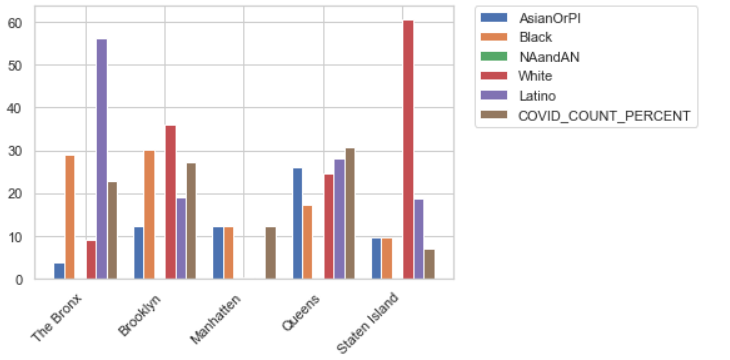 60
50
40
30
20
10
0
The Bronx
Brooklyn
Manhatten
Queens
Staten Island
AsianOrPI
Black
NAandAN
White
Latino
COVID_COUNT_PERCENT